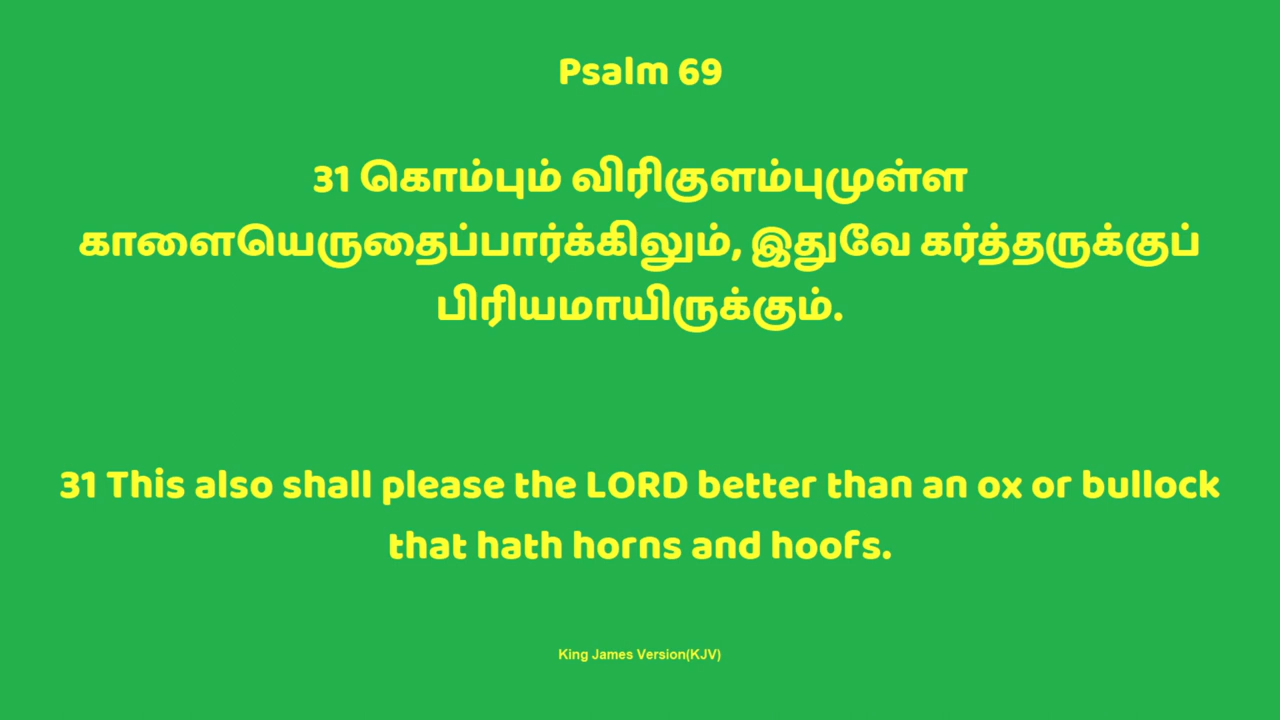 Psalm 69
31 கொம்பும் விரிகுளம்புமுள்ள
காளையெருதைப்பார்க்கிலும், இதுவே கர்த்தருக்குப்
பிரியமாயிருக்கும்.
31 This also shall please the LORD better than an ox or bullock
that hath horns and hoofs.
King James Version(KJV)